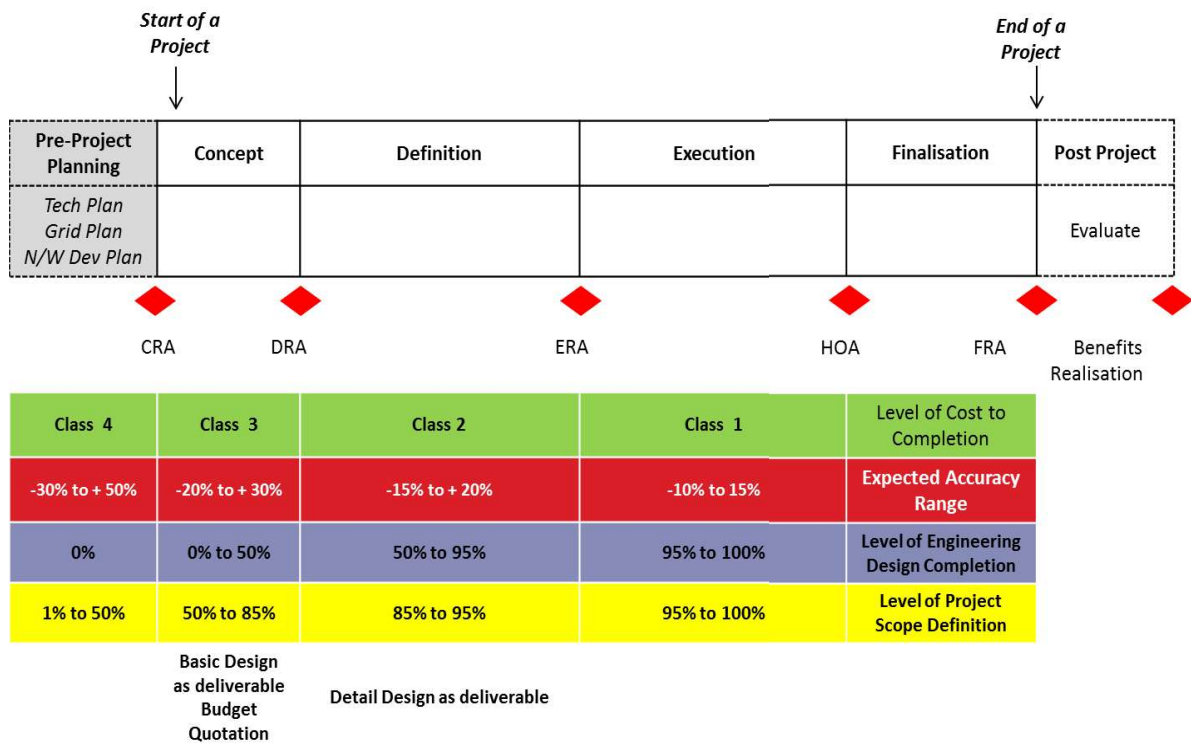 Start of a
Project
End of a
Project
Pre-Project
Planning
Concept
Definition
Execution
Finalisation
Post Project
Tech Plan
Grid Plan
N/W Dev Plan
Evaluate
CRA
DRA
ERA
HOA
FRA
Benefits
Realisation
Class 4
Class 3
Class 2
Class 1
Level of Cost to
Completion
-30% to + 50%
-20% to + 30%
-15% to + 20%
-10% to 15%
Expected Accuracy
Range
0%
0% to 50%
50% to 95%
95% to 100%
Level of Engineering
Design Completion
1% to 50%
50% to 85%
85% to 95%
95% to 100%
Level of Project
Scope Definition
Basic Design
as deliverable
Budget
Quotation
Detail Design as deliverable